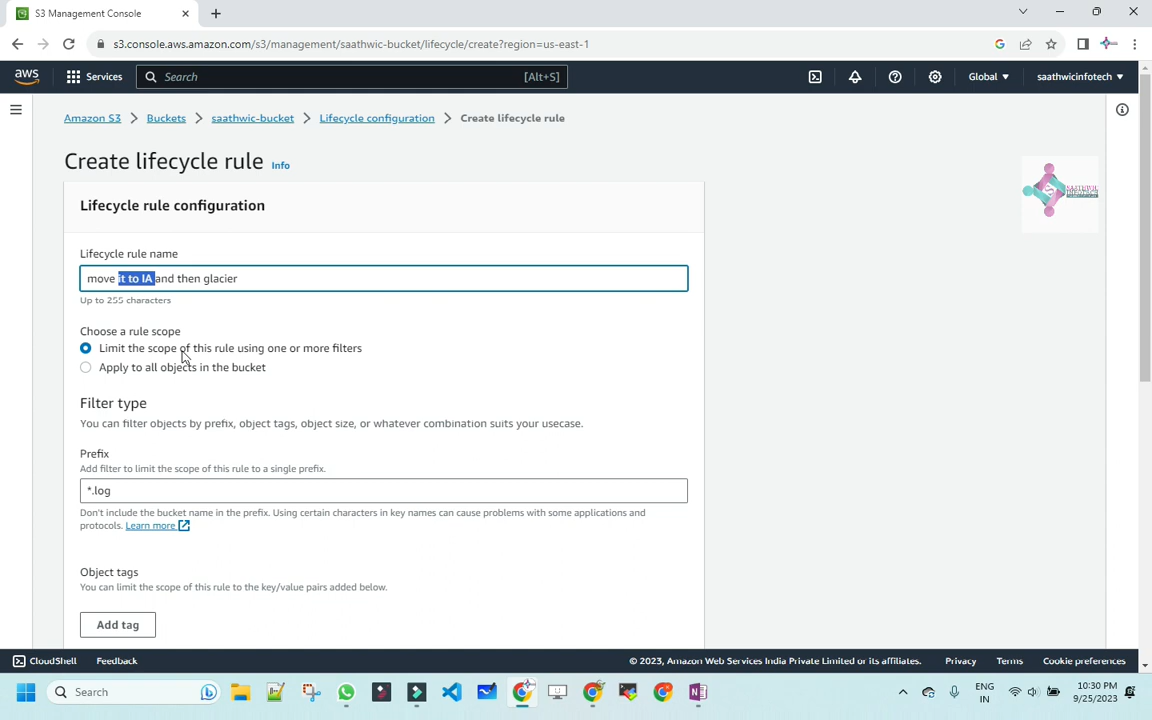 S3 Management Console
s3.console.aws.amazon.com/s3/management/saathwic-bucket/lifecycle/create?region=us-east-1
aws
Services
Search
[Alt+S]
Global
saathwicinfotech
Amazon S3 > Buckets > saathwic-bucket > Lifecycle configuration > Create lifecycle rule
Create lifecycle rule Info
Lifecycle rule configuration
Lifecycle rule name
move it to IA and then glacier
Up to 255 characters
Choose a rule scope
Limit the scope of this rule using one or more filters
Apply to all objects in the bucket
Filter type
You can filter objects by prefix, object tags, object size, or whatever combination suits your usecase.
Prefix
Add filter to limit the scope of this rule to a single prefix.
*.log
Don't include the bucket name in the prefix. Using certain characters in key names can cause problems with some applications and
protocols. Learn more
Object tags
You can limit the scope of this rule to the key/value pairs added below.
Add tag
CloudShell
Feedback
© 2023, Amazon Web Services India Private Limited or its affiliates.
Privacy
Terms
Cookie preferences
Search
ENG
IN
10:30 PM
9/25/2023